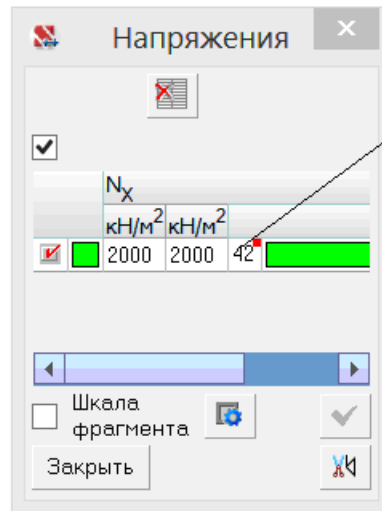 Напряжения
Nx
кН/м² кН/м²
2000 2000 42
Шкала
фрагмента
Закрыть